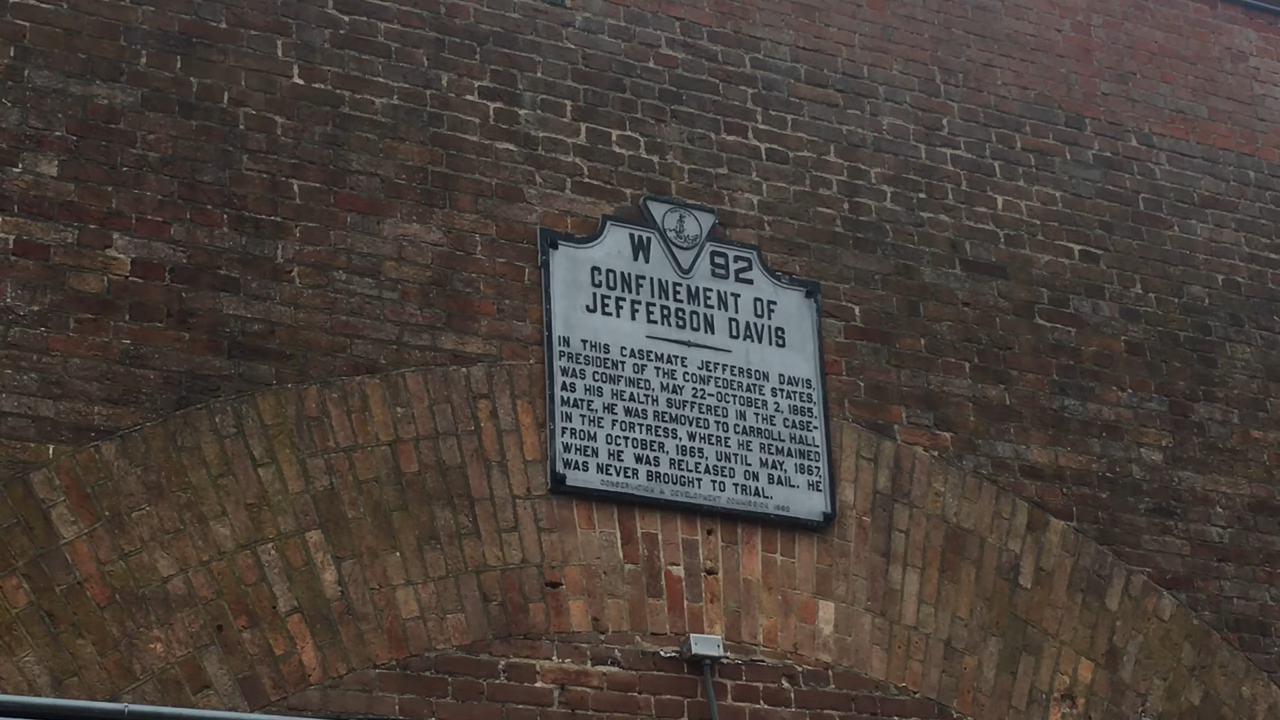 W 92
CONFINEMENT OF
JEFFERSON DAVIS
IN THIS CASEMATE JEFFERSON DAVIS,
PRESIDENT OF THE CONFEDERATE STATES,
WAS CONFINED, MAY 22-OCTOBER 2, 1865.
AS HIS HEALTH SUFFERED IN THE CASE-
MATE, HE WAS REMOVED TO CARROLL HALL
IN THE FORTRESS, WHERE HE REMAINED
FROM OCTOBER, 1865, UNTIL MAY, 1867,
WHEN HE WAS RELEASED ON BAIL. HE
WAS NEVER BROUGHT TO TRIAL.
CONSERVATION & DEVELOPMENT COMMISSION